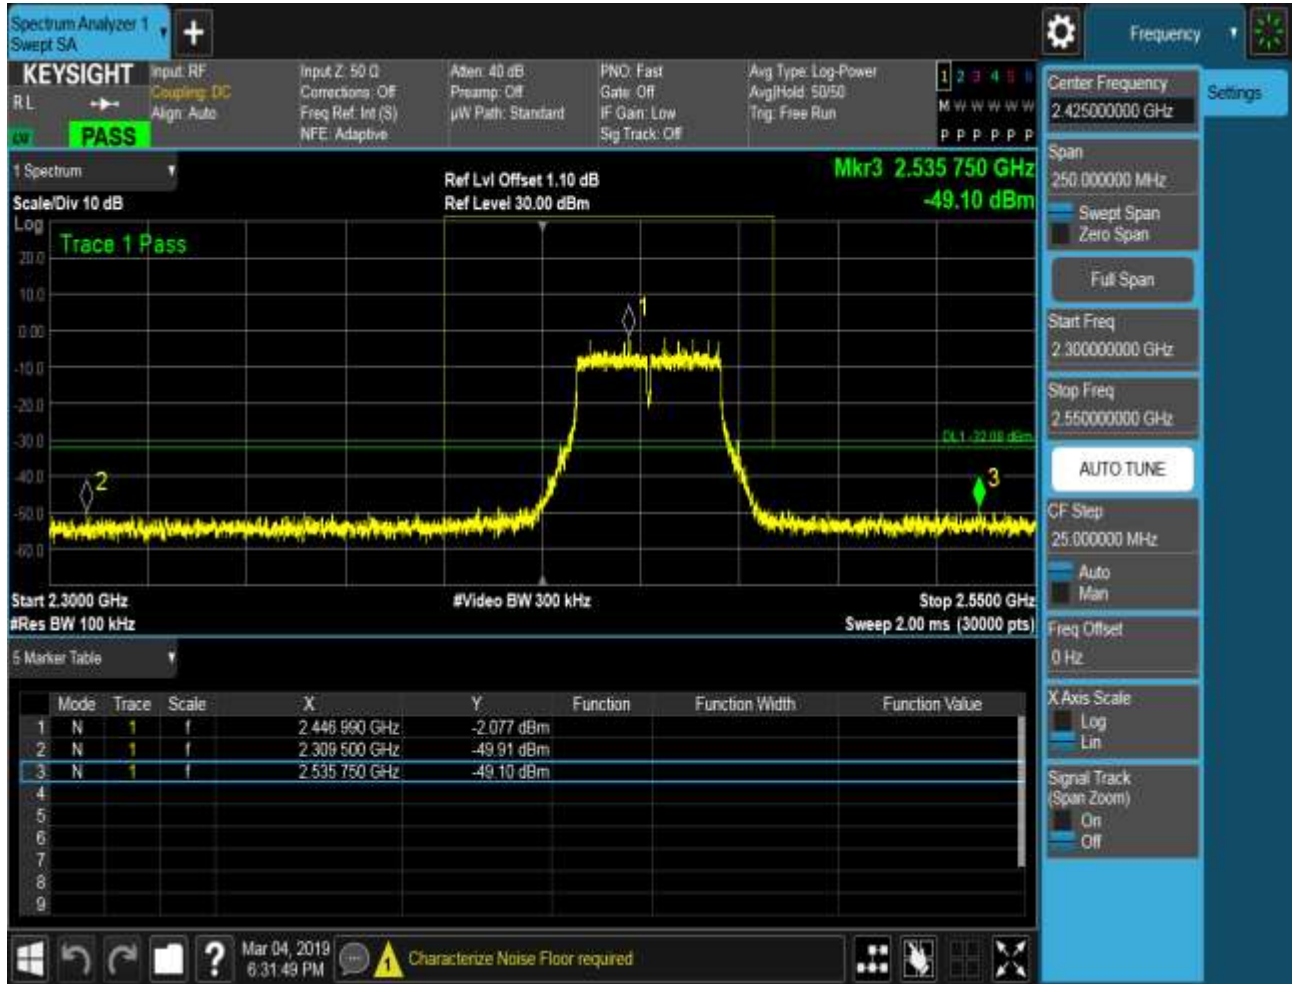 Spectrum Analyzer 1
Swept SA
+
Frequency
KEYSIGHT
RL
PASS
Input: RF
Coupling: DC
Align: Auto
Input Z: 50 Ω
Corrections: Off
Freq Ref: Int (S)
NFE: Adaptive
Atten: 40 dB
Preamp: Off
µW Path: Standard
PNO: Fast
Gate: Off
IF Gain: Low
Sig Track: Off
Avg Type: Log-Power
Avg|Hold: 50/50
Trig: Free Run
1 2 3 4 5 6
M W W W W W
P P P P P P
1 Spectrum
Scale/Div 10 dB
Ref Lvl Offset 1.10 dB
Ref Level 30.00 dBm
Mkr3 2.535 750 GHz
-49.10 dBm
Log
Trace 1 Pass
20.0
10.0
0.00
-10.0
-20.0
-30.0
-40.0
-50.0
-60.0
1
2
3
DL1 -32.08 dBm
Start 2.3000 GHz
#Video BW 300 kHz
Stop 2.5500 GHz
#Res BW 100 kHz
Sweep 2.00 ms (30000 pts)
5 Marker Table
Mode Trace Scale X Y Function Function Width Function Value
1 N 1 f 2.446 990 GHz -2.077 dBm
2 N 1 f 2.309 500 GHz -49.91 dBm
3 N 1 f 2.535 750 GHz -49.10 dBm
4
5
6
7
8
9
Mar 04, 2019
6:31:49 PM
?
1
Characterize Noise Floor required
Center Frequency
2.425000000 GHz
Settings
Span
250.000000 MHz
Swept Span
Zero Span
Full Span
Start Freq
2.300000000 GHz
Stop Freq
2.550000000 GHz
AUTO TUNE
CF Step
25.000000 MHz
Auto
Man
Freq Offset
0 Hz
X Axis Scale
Log
Lin
Signal Track
(Span Zoom)
On
Off